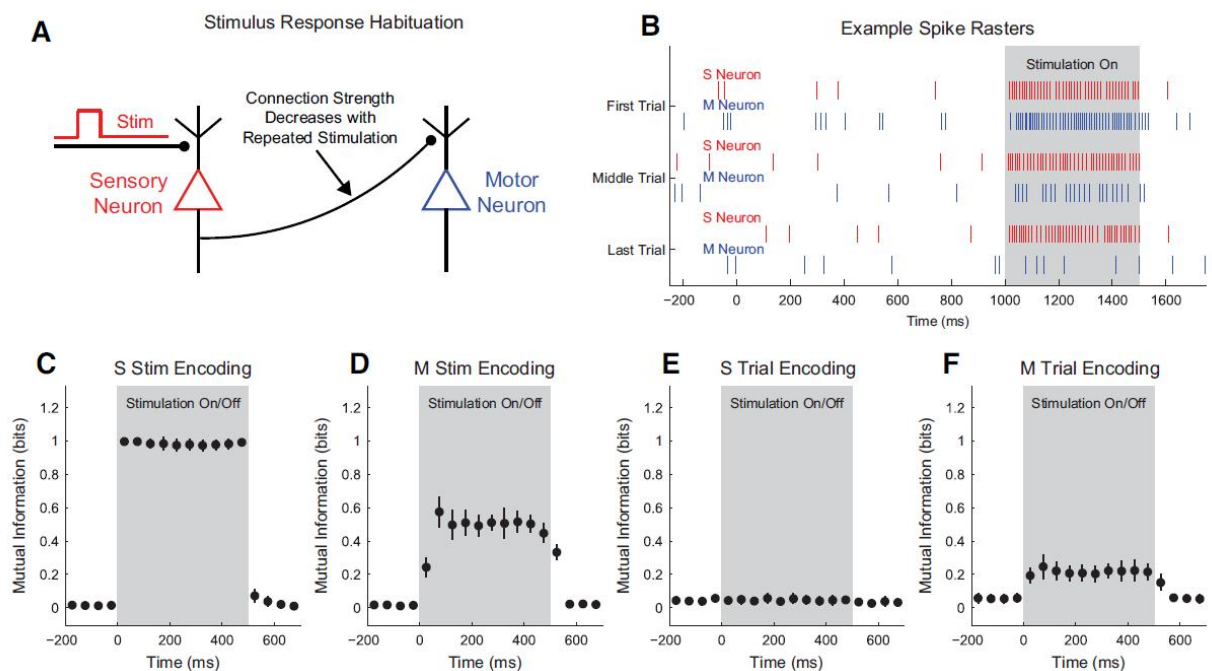 A
Stimulus Response Habituation
Stim
Connection Strength
Decreases with
Repeated Stimulation
Sensory
Neuron
Motor
Neuron
B
Example Spike Rasters
Stimulation On
First Trial
S Neuron
M Neuron
Middle Trial
S Neuron
M Neuron
Last Trial
S Neuron
M Neuron
−200 0 200 400 600 800 1000 1200 1400 1600
Time (ms)
C
S Stim Encoding
Stimulation On/Off
Mutual Information (bits)
1.2
1
0.8
0.6
0.4
0.2
0
−200 0 200 400 600
Time (ms)
D
M Stim Encoding
Stimulation On/Off
Mutual Information (bits)
1.2
1
0.8
0.6
0.4
0.2
0
−200 0 200 400 600
Time (ms)
E
S Trial Encoding
Stimulation On/Off
Mutual Information (bits)
1.2
1
0.8
0.6
0.4
0.2
0
−200 0 200 400 600
Time (ms)
F
M Trial Encoding
Stimulation On/Off
Mutual Information (bits)
1.2
1
0.8
0.6
0.4
0.2
0
−200 0 200 400 600
Time (ms)